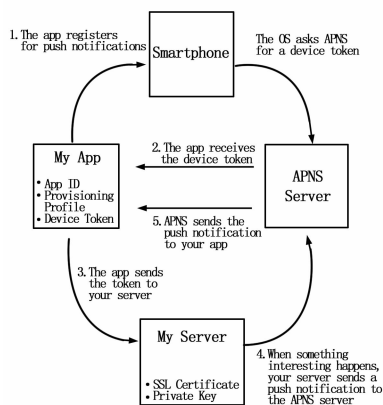 1. The app registers
for push notifications
Smartphone
The OS asks APNS
for a device token
2. The app receives
the device token
My App
• App ID
• Provisioning
Profile
• Device Token
APNS
Server
5. APNS sends the
push notification
to your app
3. The app sends
the token to
your server
My Server
• SSL Certificate
• Private Key
4. When something
interesting happens,
your server sends a
push notification to
the APNS server